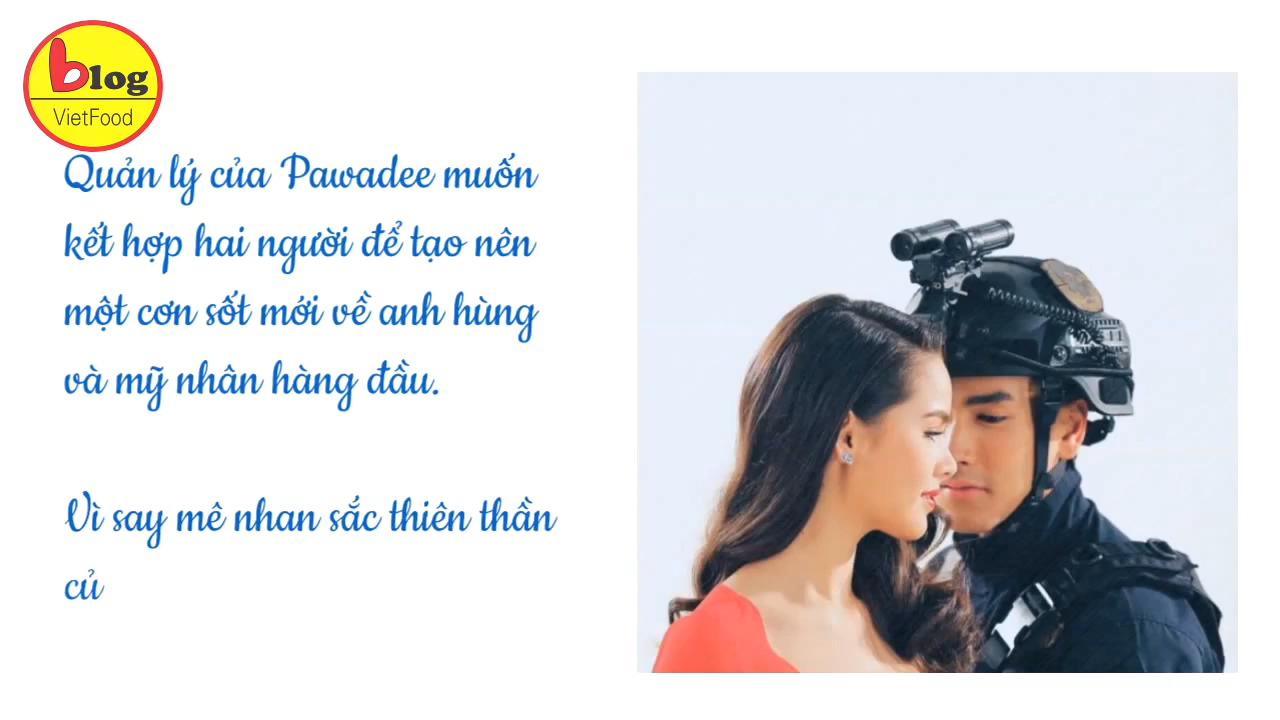 blog
VietFood
Quản lý của Pawadee muốn
kết hợp hai người để tạo nên
một cơn sốt mới về anh hùng
và mỹ nhân hàng đầu.
Vì say mê nhan sắc thiên thần
củ